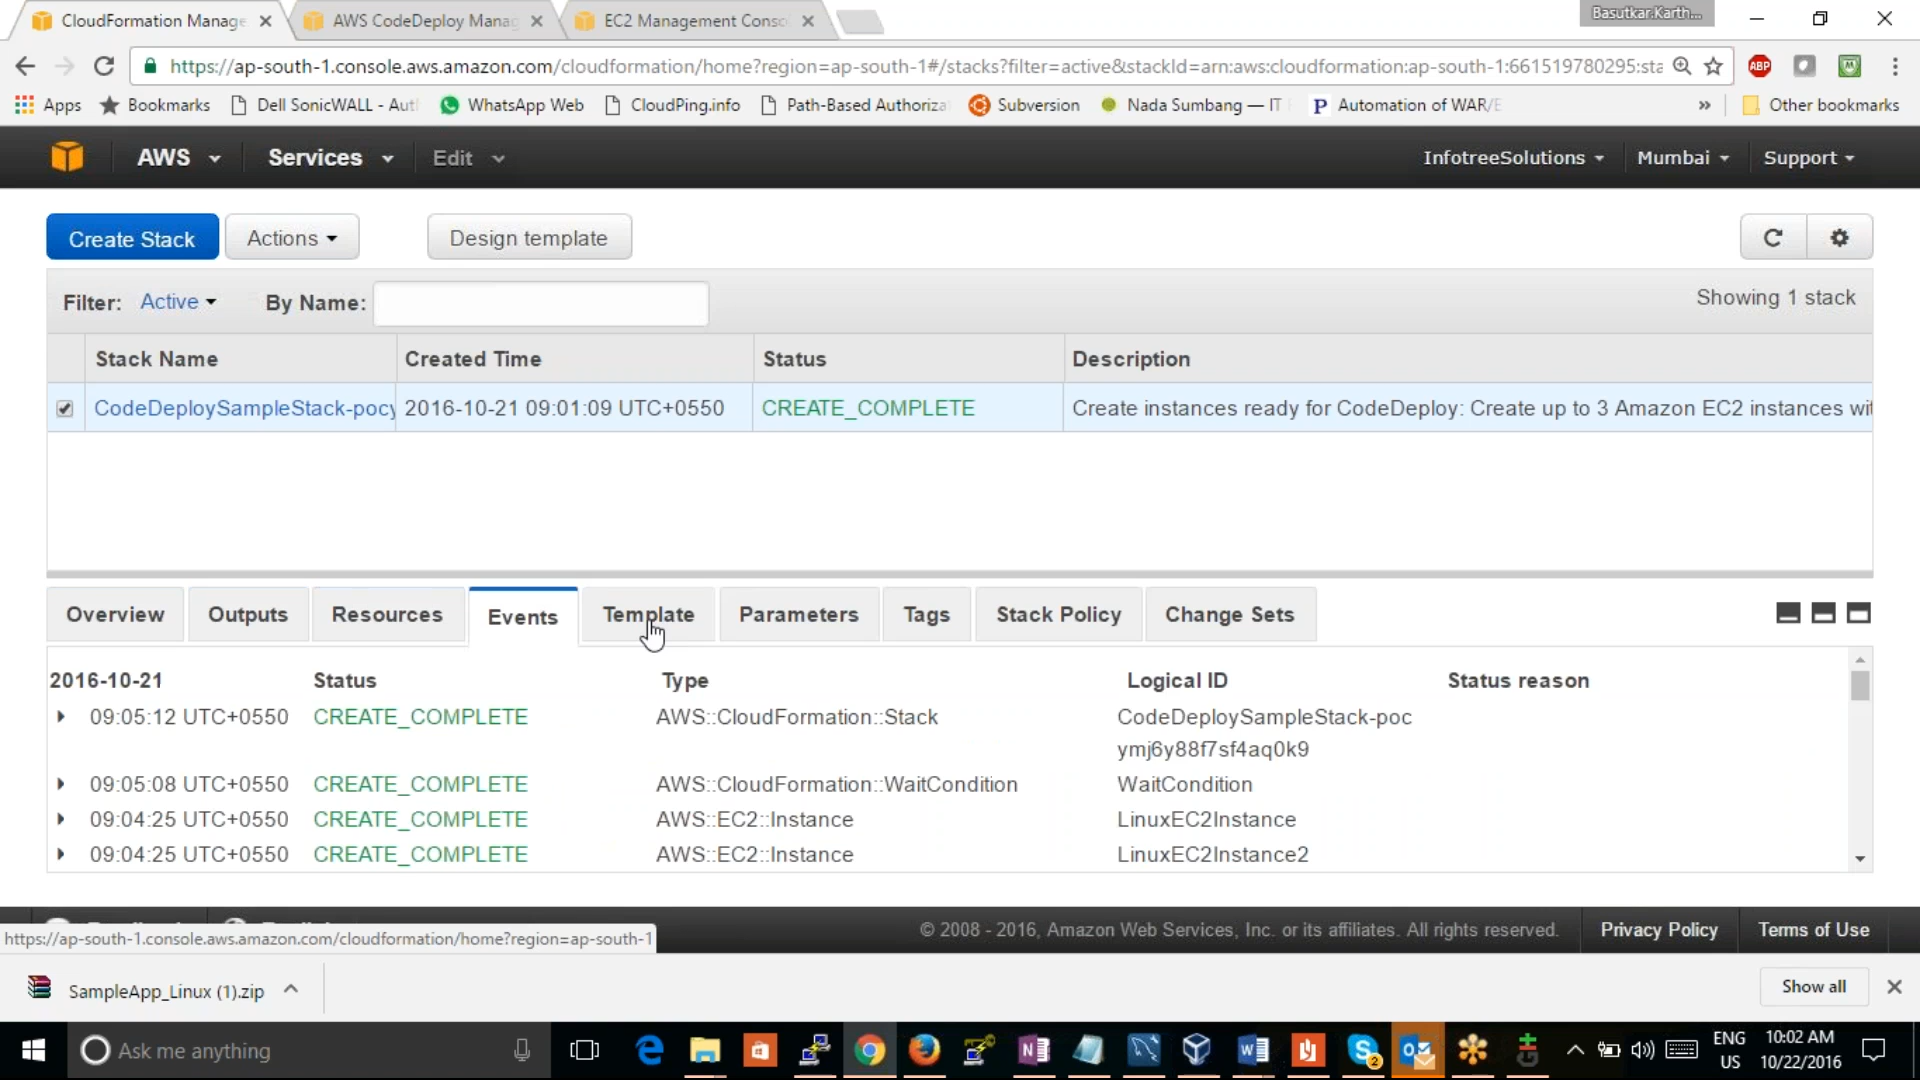 CloudFormation Manage
AWS CodeDeploy Manag
EC2 Management Conso
Basutkar.Karth...
https://ap-south-1.console.aws.amazon.com/cloudformation/home?region=ap-south-1#/stacks?filter=active&stackId=arn:aws:cloudformation:ap-south-1:661519780295:sta
ABP
Apps
Bookmarks
Dell SonicWALL - Aut
WhatsApp Web
CloudPing.info
Path-Based Authoriza
Subversion
Nada Sumbang — IT
P Automation of WAR/E
»
Other bookmarks
AWS
Services
Edit
InfotreeSolutions
Mumbai
Support
Create Stack
Actions
Design template
Filter: Active
By Name:
Showing 1 stack
Stack Name
Created Time
Status
Description
CodeDeploySampleStack-pocy
2016-10-21 09:01:09 UTC+0550
CREATE_COMPLETE
Create instances ready for CodeDeploy: Create up to 3 Amazon EC2 instances wit
Overview
Outputs
Resources
Events
Template
Parameters
Tags
Stack Policy
Change Sets
2016-10-21
Status
Type
Logical ID
Status reason
09:05:12 UTC+0550 CREATE_COMPLETE AWS::CloudFormation::Stack CodeDeploySampleStack-poc
ymj6y88f7sf4aq0k9
09:05:08 UTC+0550 CREATE_COMPLETE AWS::CloudFormation::WaitCondition WaitCondition
09:04:25 UTC+0550 CREATE_COMPLETE AWS::EC2::Instance LinuxEC2Instance
09:04:25 UTC+0550 CREATE_COMPLETE AWS::EC2::Instance LinuxEC2Instance2
https://ap-south-1.console.aws.amazon.com/cloudformation/home?region=ap-south-1
© 2008 - 2016, Amazon Web Services, Inc. or its affiliates. All rights reserved.
Privacy Policy
Terms of Use
SampleApp_Linux (1).zip
Show all
Ask me anything
2
ENG
US
10:02 AM
10/22/2016